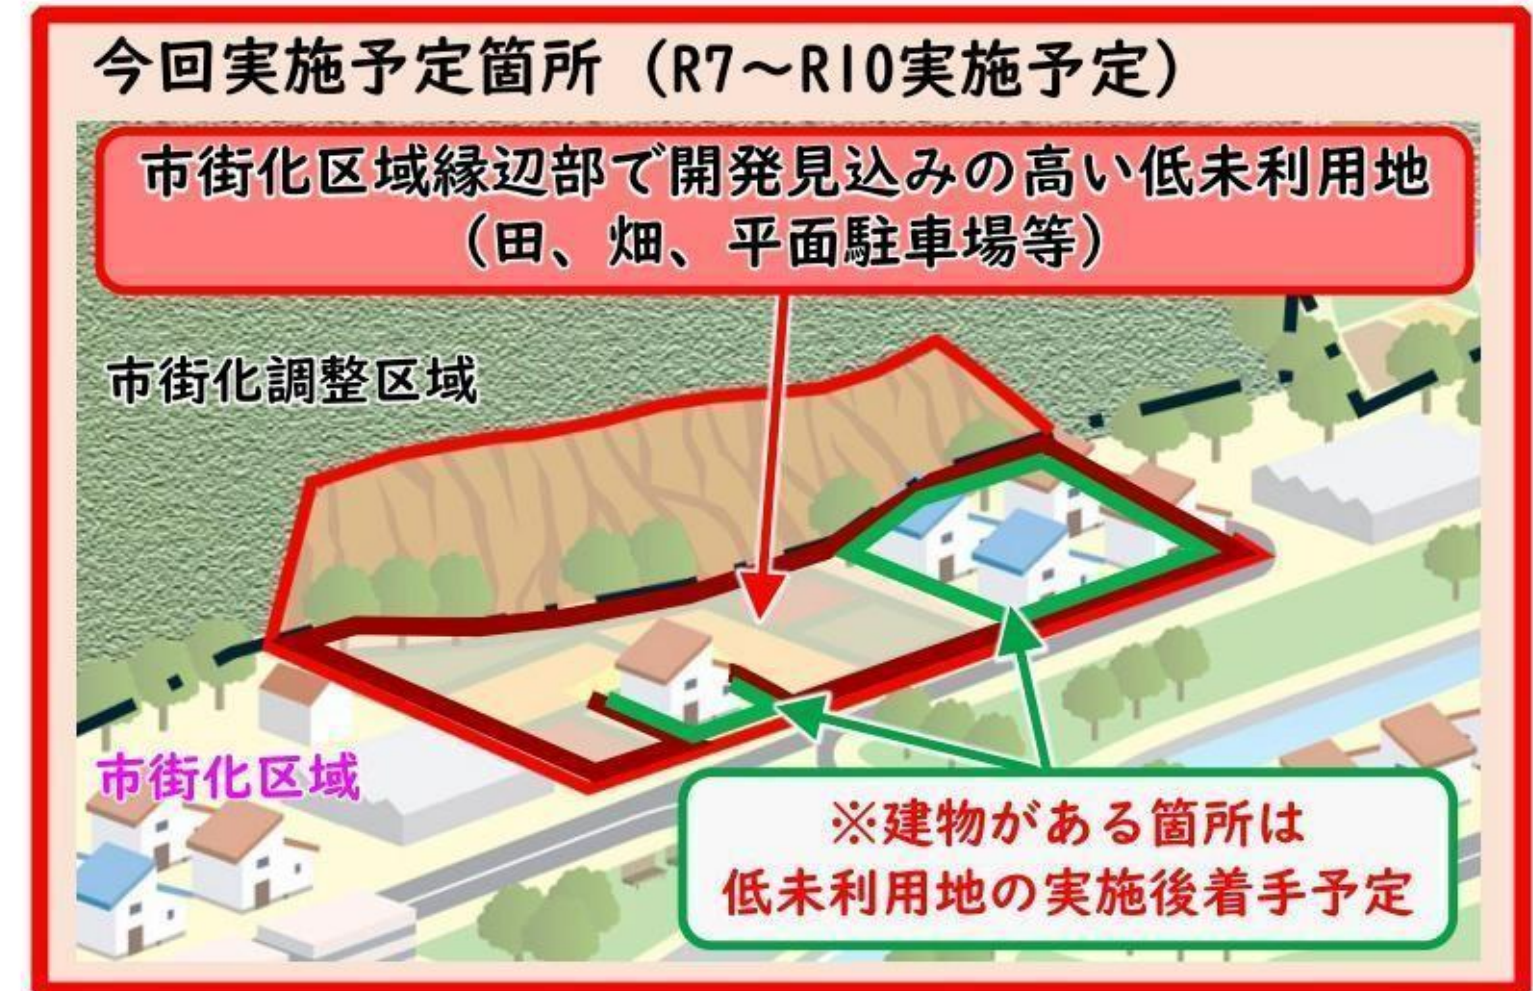 今回実施予定箇所（R7～R10実施予定）
市街化区域縁辺部で開発見込みの高い低未利用地
（田、畑、平面駐車場等）
市街化調整区域
市街化区域
※建物がある箇所は
低未利用地の実施後着手予定